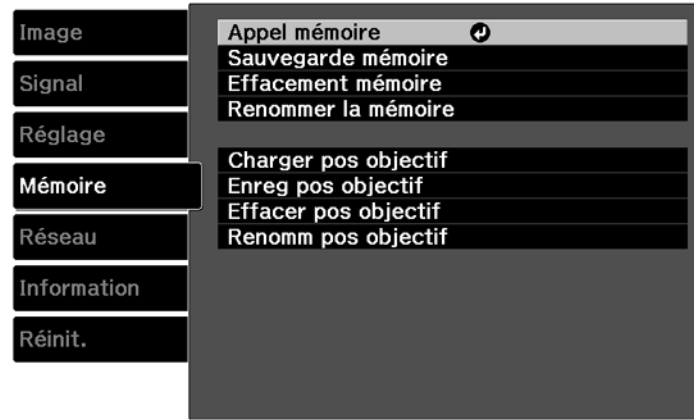 Image
Signal
Réglage
Mémoire
Réseau
Information
Réinit.
Appel mémoire
Sauvegarde mémoire
Effacement mémoire
Renommer la mémoire
Charger pos objectif
Enreg pos objectif
Effacer pos objectif
Renomm pos objectif